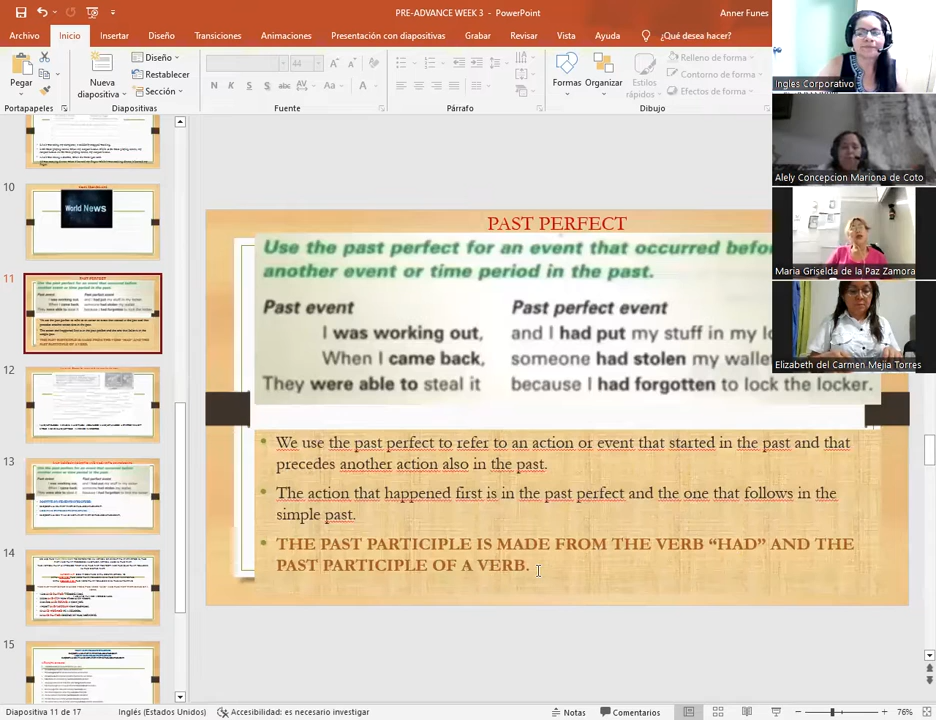 PRE-ADVANCE WEEK 3 - PowerPoint
Anner Funes
Archivo Inicio Insertar Diseño Transiciones Animaciones Presentación con diapositivas Grabar Revisar Vista Ayuda ¿Qué desea hacer?
Pegar
Nueva diapositiva
Diseño
Restablecer
Sección
44
N K S abc AV Aa A
Formas
Organizar
Estilos rápidos
Relleno de forma
Contorno de forma
Efectos de forma
Portapapeles
Diapositivas
Fuente
Párrafo
Dibujo
Ingles Corporativo
Alely Concepcion Mariona de Coto
Maria Griselda de la Paz Zamora
Elizabeth del Carmen Mejia Torres
10
World News
11
12
13
14
15
PAST PERFECT
Use the past perfect for an event that occurred befo
another event or time period in the past.
Past event Past perfect event
I was working out, and I had put my stuff in my lo
When I came back, someone had stolen my walle
They were able to steal it because I had forgotten to lock the locker.
We use the past perfect to refer to an action or event that started in the past and that
precedes another action also in the past.
The action that happened first is in the past perfect and the one that follows in the
simple past.
THE PAST PARTICIPLE IS MADE FROM THE VERB “HAD” AND THE
PAST PARTICIPLE OF A VERB.
Diapositiva 11 de 17 Inglés (Estados Unidos) Accesibilidad: es necesario investigar Notas Comentarios 76%